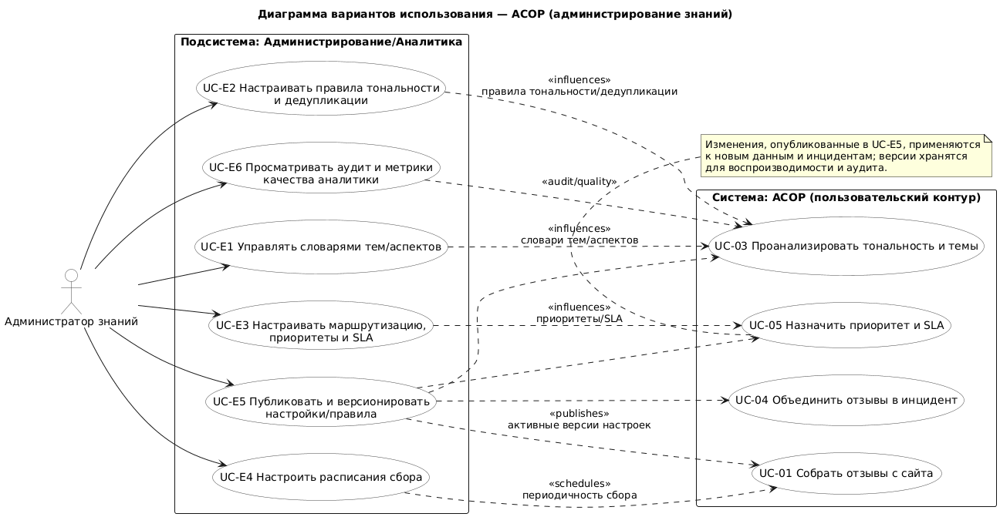 Диаграмма вариантов использования — АСОР (администрирование знаний)
Подсистема: Администрирование/Аналитика
UC-E2 Настраивать правила тональности
и дедупликации
«influences»
правила тональности/дедупликации
Изменения, опубликованные в UC-E5, применяются
к новым данным и инцидентам; версии хранятся
для воспроизводимости и аудита.
UC-E6 Просматривать аудит и метрики
качества аналитики
«audit/quality»
Система: АСОР (пользовательский контур)
UC-E1 Управлять словарями тем/аспектов
«influences»
словари тем/аспектов
UC-03 Проанализировать тональность и темы
Администратор знаний
UC-E3 Настраивать маршрутизацию,
приоритеты и SLA
«influences»
приоритеты/SLA
UC-05 Назначить приоритет и SLA
UC-E5 Публиковать и версионировать
настройки/правила
«publishes»
активные версии настроек
UC-04 Объединить отзывы в инцидент
UC-E4 Настроить расписания сбора
«schedules»
периодичность сбора
UC-01 Собрать отзывы с сайта